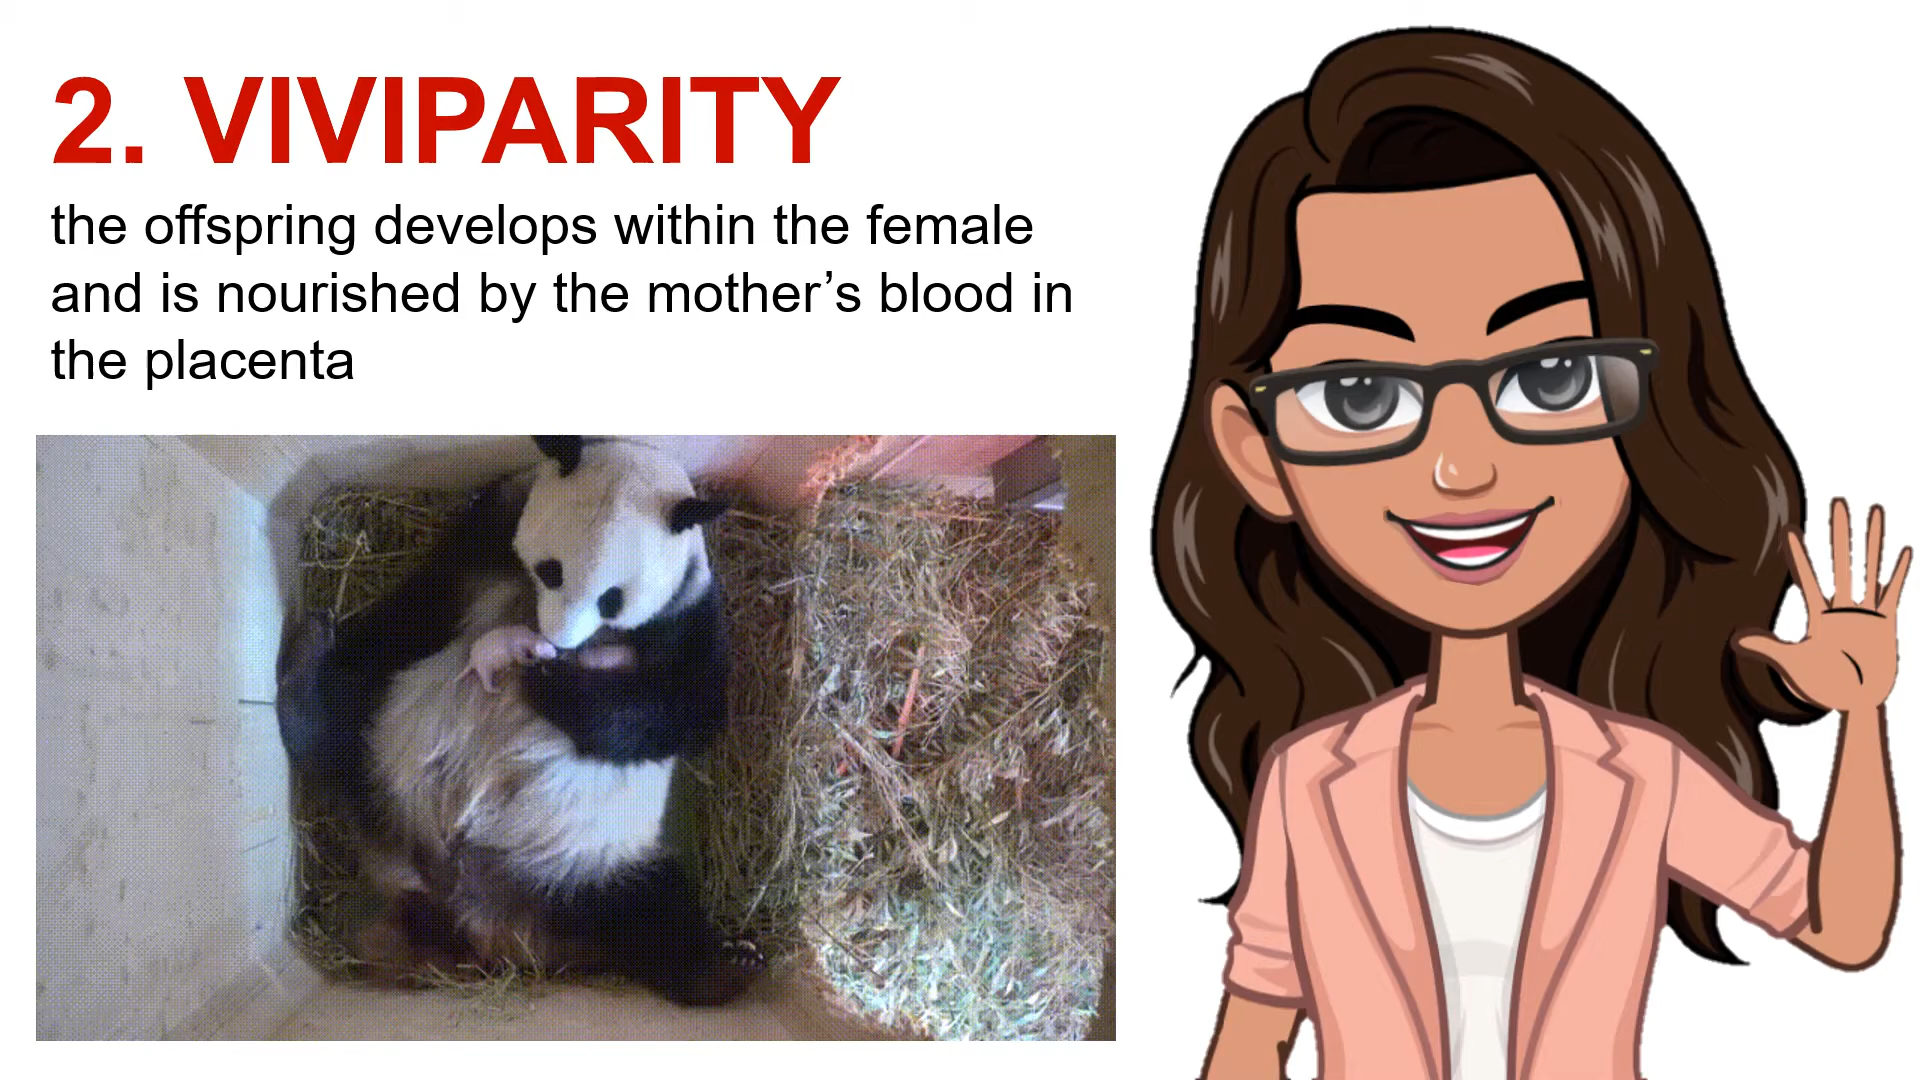 2. VIVIPARITY
the offspring develops within the female
and is nourished by the mother’s blood in
the placenta